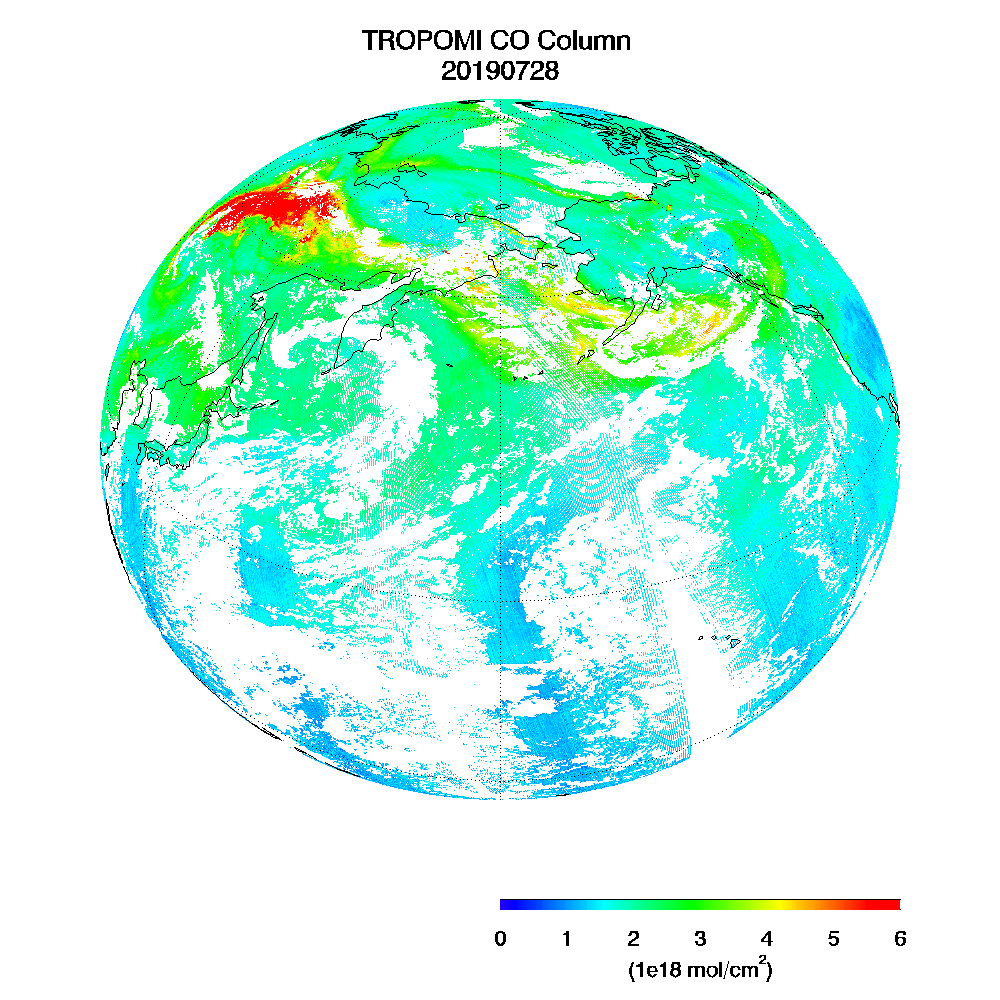 TROPOMI CO Column
20190728
0 1 2 3 4 5 6
(1e18 mol/cm²)